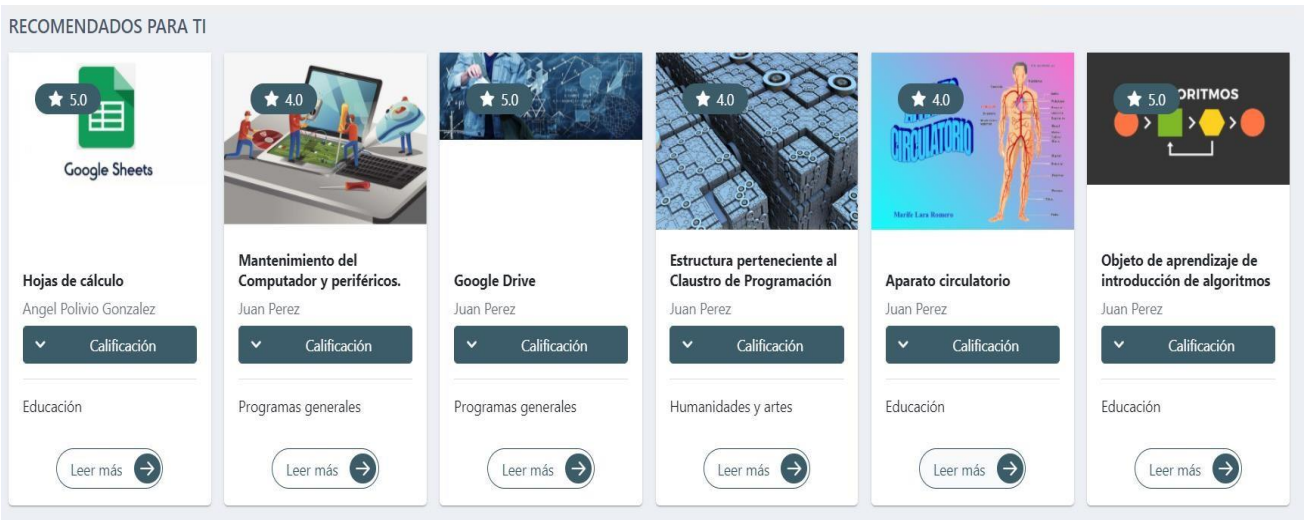 RECOMENDADOS PARA TI
5.0
Google Sheets
Hojas de cálculo
Angel Polivio Gonzalez
Calificación
Educación
Leer más
4.0
Mantenimiento del
Computador y periféricos.
Juan Perez
Calificación
Programas generales
Leer más
5.0
Google Drive
Juan Perez
Calificación
Programas generales
Leer más
4.0
Estructura perteneciente al
Claustro de Programación
Juan Perez
Calificación
Humanidades y artes
Leer más
4.0
CIRCULATORIO
Marife Lara Romero
Aparato circulatorio
Juan Perez
Calificación
Educación
Leer más
5.0
ORITMOS
Objeto de aprendizaje de
introducción de algoritmos
Juan Perez
Calificación
Educación
Leer más